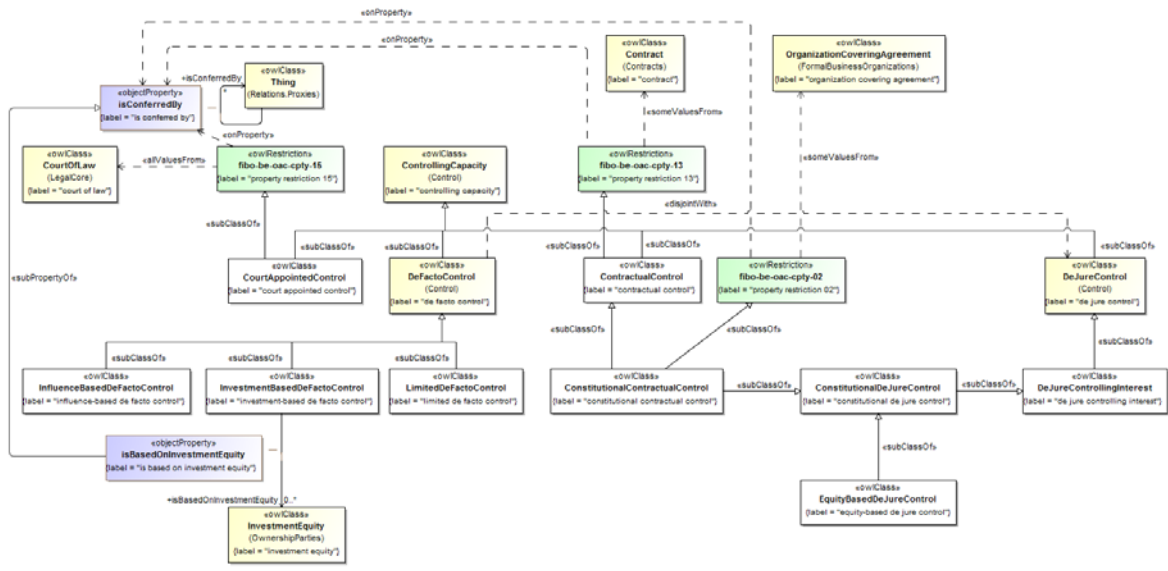 «onProperty»
«onProperty»
«owlClass»
Contract
(Contracts)
{label = "contract"}
«owlClass»
OrganizationCoveringAgreement
(FormalBusinessOrganizations)
{label = "organization covering agreement"}
+isConferredBy
*
«owlClass»
Thing
(Relations.Proxies)
«objectProperty»
isConferredBy
{label = "is conferred by"}
«someValuesFrom»
«onProperty»
«someValuesFrom»
«owlClass»
CourtOfLaw
(LegalCore)
{label = "court of law"}
«allValuesFrom»
«owlRestriction»
fibo-be-oac-cpty-15
{label = "property restriction 15"}
«owlClass»
ControllingCapacity
(Control)
{label = "controlling capacity"}
«owlRestriction»
fibo-be-oac-cpty-13
{label = "property restriction 13"}
«disjointWith»
«subClassOf»
«subClassOf»
«subClassOf»
«subClassOf»
«subClassOf»
«subClassOf»
«subPropertyOf»
«owlClass»
CourtAppointedControl
{label = "court appointed control"}
«owlClass»
DeFactoControl
(Control)
{label = "de facto control"}
«owlClass»
ContractualControl
{label = "contractual control"}
«owlRestriction»
fibo-be-oac-cpty-02
{label = "property restriction 02"}
«owlClass»
DeJureControl
(Control)
{label = "de jure control"}
«subClassOf»
«subClassOf»
«subClassOf»
«subClassOf»
«subClassOf»
«subClassOf»
«owlClass»
InfluenceBasedDeFactoControl
{label = "influence-based de facto control"}
«owlClass»
InvestmentBasedDeFactoControl
{label = "investment-based de facto control"}
«owlClass»
LimitedDeFactoControl
{label = "limited de facto control"}
«owlClass»
ConstitutionalContractualControl
{label = "constitutional contractual control"}
«subClassOf»
«owlClass»
ConstitutionalDeJureControl
{label = "constitutional de jure control"}
«subClassOf»
«owlClass»
DeJureControllingInterest
{label = "de jure controlling interest"}
«objectProperty»
isBasedOnInvestmentEquity
{label = "is based on investment equity"}
«subClassOf»
+isBasedOnInvestmentEquity 0..*
«owlClass»
EquityBasedDeJureControl
{label = "equity-based de jure control"}
«owlClass»
InvestmentEquity
(OwnershipParties)
{label = "investment equity"}